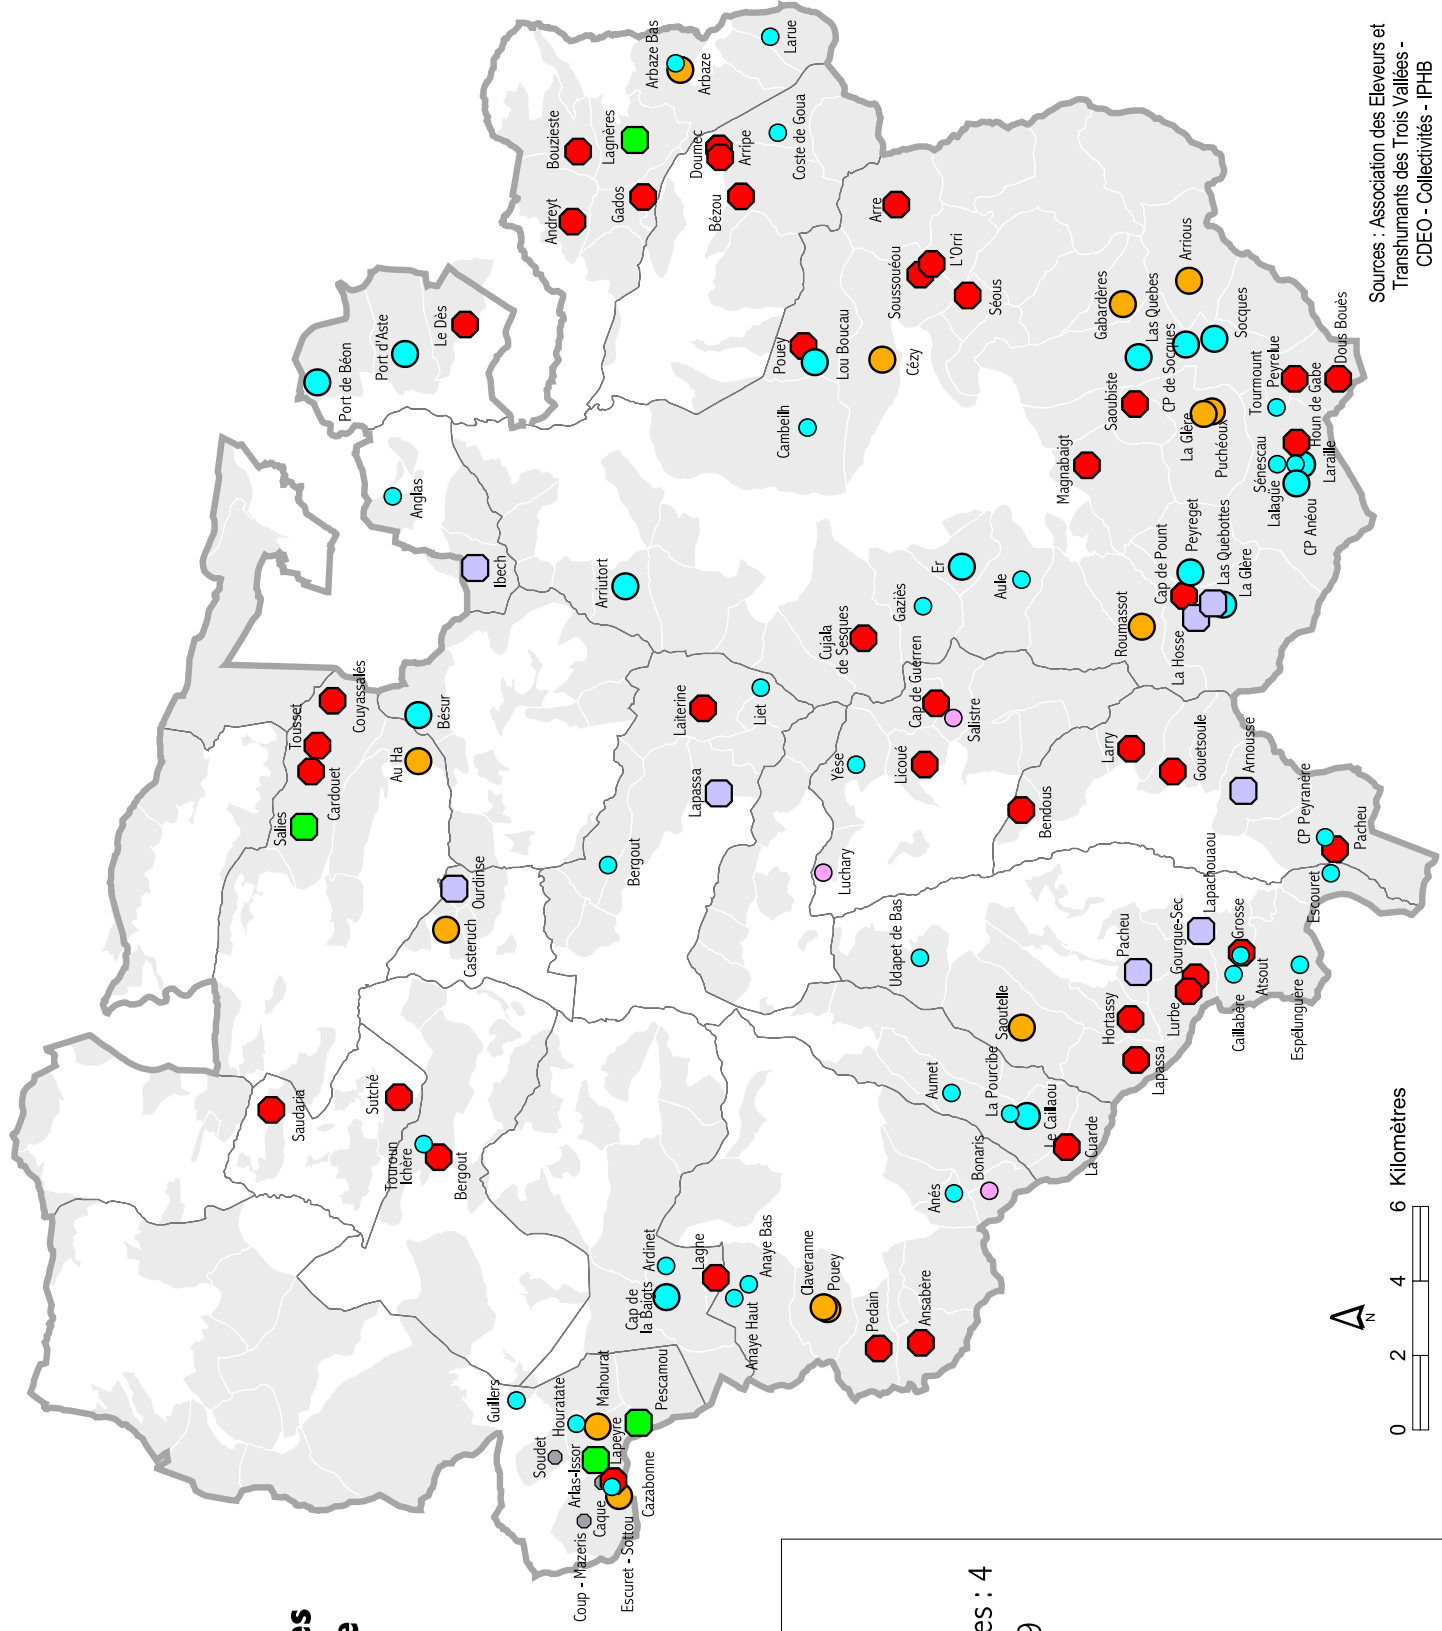 Arbaze Bas
Arbaze
Larue
Bouzieste
Lagnères
Andreyt
Gados
Doumec
Arripe
Coste de Goua
Bézou
Arre
Soussouéou
L'Orri
Séous
Port de Béon
Port d'Aste
Le Dès
Pouey
Lou Boucau
Cézy
Cambeilh
Gabardères
Las Quebes
Arrious
CP de Socques
Socques
Saoubiste
La Glère
Puchéoux
Tourmount
Peyrelue
Dous Bouès
Houn de Gabe
Magnabaigt
Sénescau
Lalagüe
Laraille
CP Anéou
Anglas
Ibech
Arriutort
Er
Aule
Gaziès
Cujala
de Sesques
Cap de Pount
Peyreget
Las Quebottes
La Glère
La Hosse
Roumassot
Couyassalés
Tousset
Cardouet
Salies
Bésur
Au Ha
Laiterine
Liet
Lapassa
Bergout
Cap de Guerren
Salistre
Licoué
Yèse
Luchary
Bendous
Larry
Gouetsoule
Arnousse
CP Peyranère
Pacheu
Escouret
Ourdinse
Casteruch
Udapet de Bas
Saoutelle
Pacheu
Gourgue-Sec
Lapachouaou
Grosse
Atsout
Caillabère
Espélunguère
Lurbe
Hortassy
Lapassa
Saudaria
Sutché
Touroun
Ichère
Bergout
Aumet
La Pourcibe
Le Caillaou
La Cuarde
Bonaris
Anés
Ardinet
Cap de
la Baigts
Lagne
Anaye Bas
Anaye Haut
Claveranne
Pouey
Pedain
Ansabère
Guillers
Houratate
Mahourat
Pescamou
Soudet
Arlas-Issor
Lapeyre
Caque
Cazabonne
Coup - Mazeris
Escuret - Sottou
Sources : Association des Eleveurs et
Transhumants des Trois Vallées -
CDEO - Collectivités - IPHB
0 2 4 6 Kilomètres
N
es
e
es : 4
9